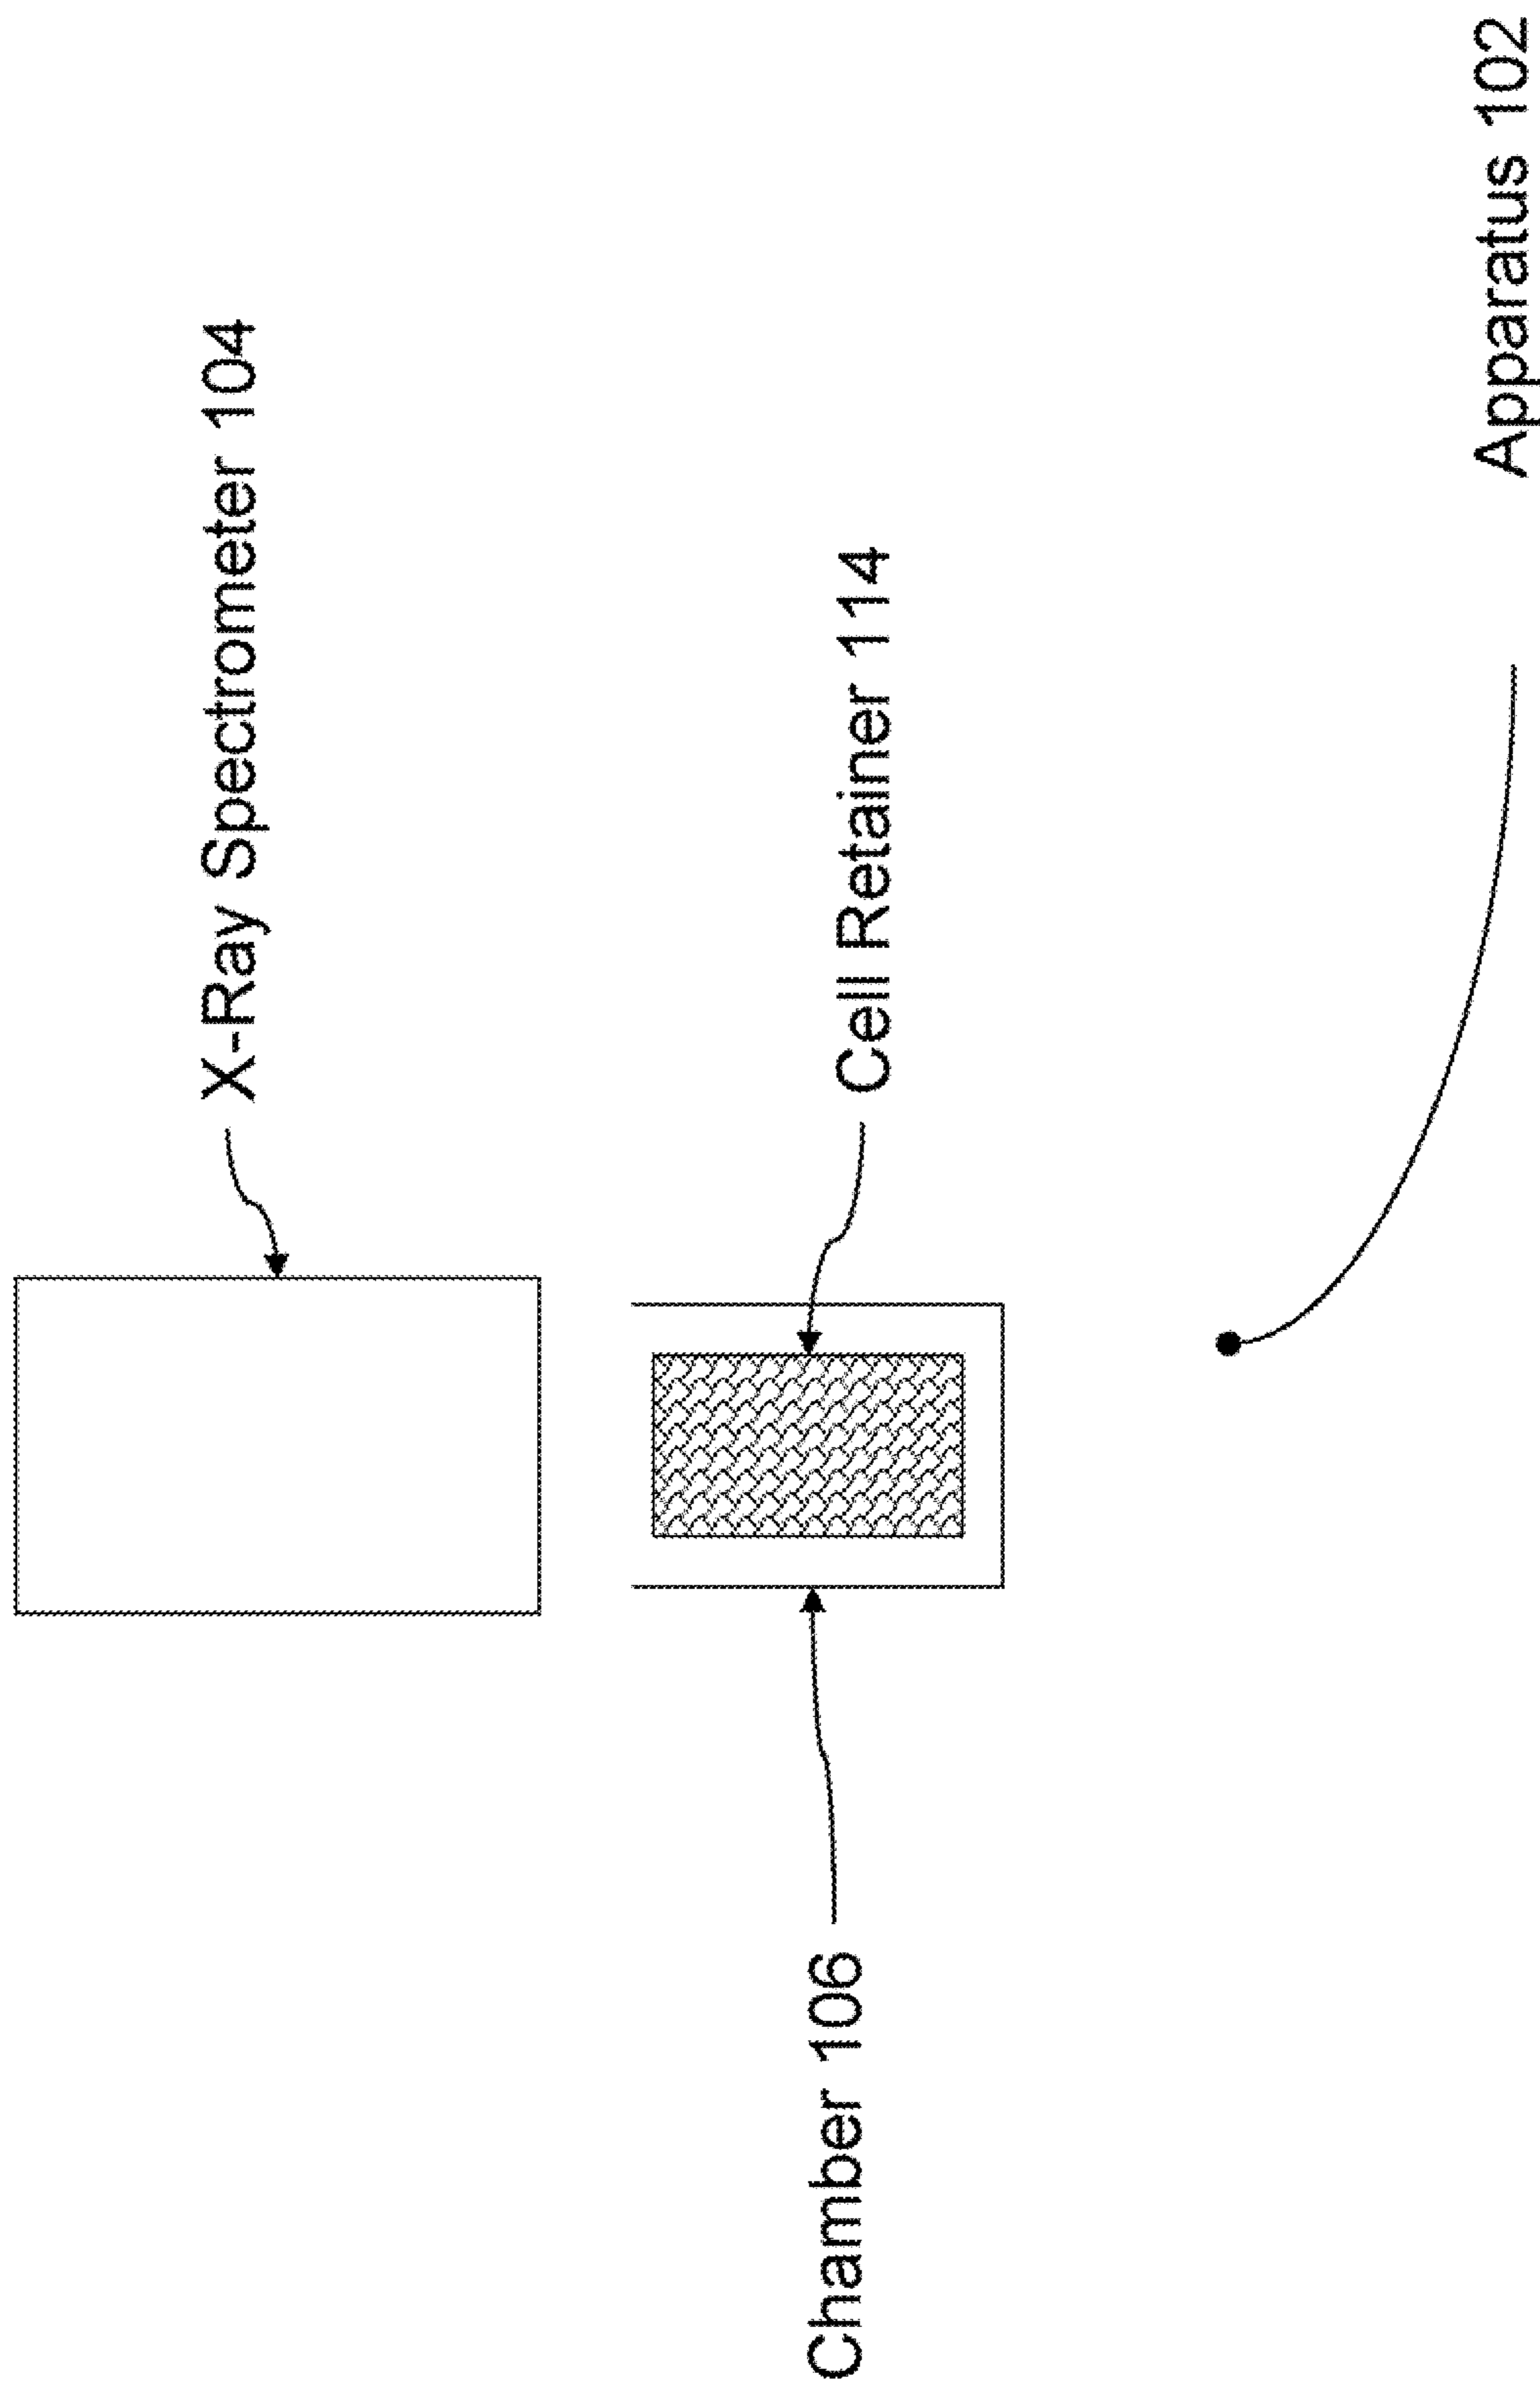 X-Ray Spectrometer 104
Cell Retainer 114
Chamber 106
Apparatus 102